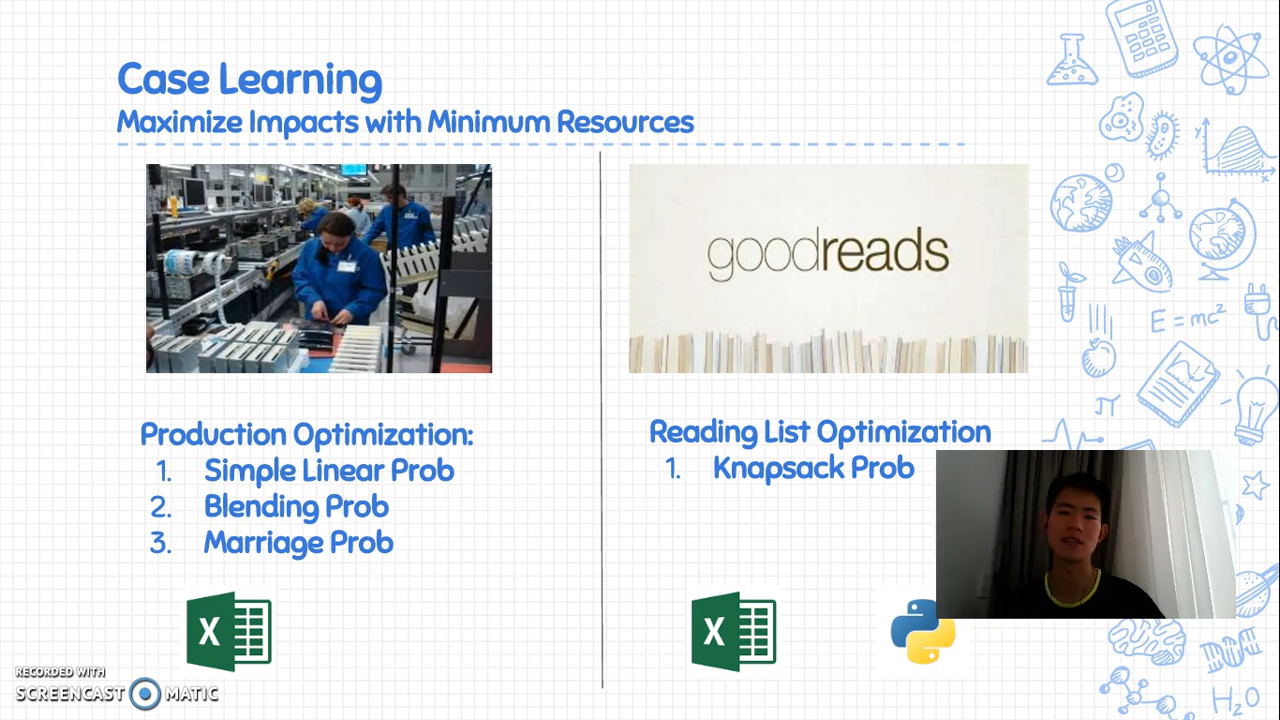 Case Learning
Maximize Impacts with Minimum Resources
goodreads
Production Optimization:
1. Simple Linear Prob
2. Blending Prob
3. Marriage Prob
X
Reading List Optimization
1. Knapsack Prob
X
y
x
E=mc²
π
DNA
H₂O
RECORDED WITH
SCREENCAST MATIC